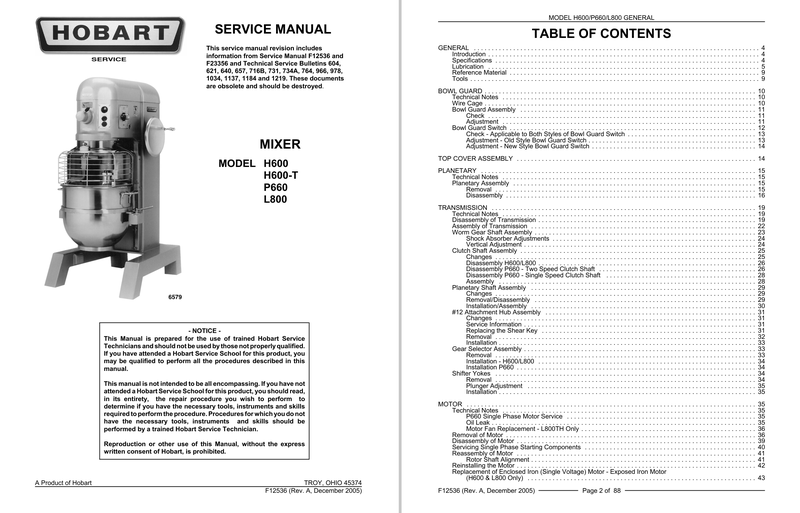 HOBART
SERVICE
SERVICE MANUAL
This service manual revision includes
information from Service Manual F12536 and
F23356 and Technical Service Bulletins 604,
621, 640, 657, 716B, 731, 734A, 764, 966, 978,
1034, 1137, 1184 and 1219. These documents
are obsolete and should be destroyed.
MIXER
MODEL H600
H600-T
P660
L800
6579
- NOTICE -
This Manual is prepared for the use of trained Hobart Service
Technicians and should not be used by those not properly qualified.
If you have attended a Hobart Service School for this product, you
may be qualified to perform all the procedures described in this
manual.
This manual is not intended to be all encompassing. If you have not
attended a Hobart Service School for this product, you should read,
in its entirety, the repair procedure you wish to perform to
determine if you have the necessary tools, instruments and skills
required to perform the procedure. Procedures for which you do not
have the necessary tools, instruments and skills should be
performed by a trained Hobart Service Technician.
Reproduction or other use of this Manual, without the express
written consent of Hobart, is prohibited.
A Product of Hobart TROY, OHIO 45374
F12536 (Rev. A, December 2005)
MODEL H600/P660/L800 GENERAL
TABLE OF CONTENTS
GENERAL 4
Introduction 4
Specifications 4
Lubrication 5
Reference Material 9
Tools 9
BOWL GUARD 10
Technical Notes 10
Wire Cage 10
Bowl Guard Assembly 11
Check 11
Adjustment 11
Bowl Guard Switch 12
Check - Applicable to Both Styles of Bowl Guard Switch 13
Adjustment - Old Style Bowl Guard Switch 13
Adjustment - New Style Bowl Guard Switch 14
TOP COVER ASSEMBLY 14
PLANETARY 15
Technical Notes 15
Planetary Assembly 15
Removal 15
Disassembly 16
TRANSMISSION 19
Technical Notes 19
Disassembly of Transmission 19
Assembly of Transmission 22
Worm Gear Shaft Assembly 23
Shock Absorber Adjustments 24
Vertical Adjustment 24
Clutch Shaft Assembly 25
Changes 25
Disassembly H600/L800 26
Disassembly P660 - Two Speed Clutch Shaft 26
Disassembly P660 - Single Speed Clutch Shaft 28
Assembly 28
Planetary Shaft Assembly 29
Changes 29
Removal/Disassembly 29
Installation/Assembly 30
#12 Attachment Hub Assembly 31
Changes 31
Service Information 31
Replacing the Shear Key 31
Removal 32
Installation 33
Gear Selector Assembly 33
Removal 33
Installation - H600/L800 34
Installation P660 34
Shifter Yokes 34
Removal 34
Plunger Adjustment 35
Installation 35
MOTOR 35
Technical Notes 35
P660 Single Phase Motor Service 35
Oil Leak 35
Motor Fan Replacement - L800TH Only 36
Removal of Motor 36
Disassembly of Motor 39
Servicing Single Phase Starting Components 40
Reassembly of Motor 41
Rotor Shaft Alignment 41
Reinstalling the Motor 42
Replacement of Enclosed Iron (Single Voltage) Motor - Exposed Iron Motor
(H600 & L800 Only) 43
F12536 (Rev. A, December 2005) Page 2 of 88